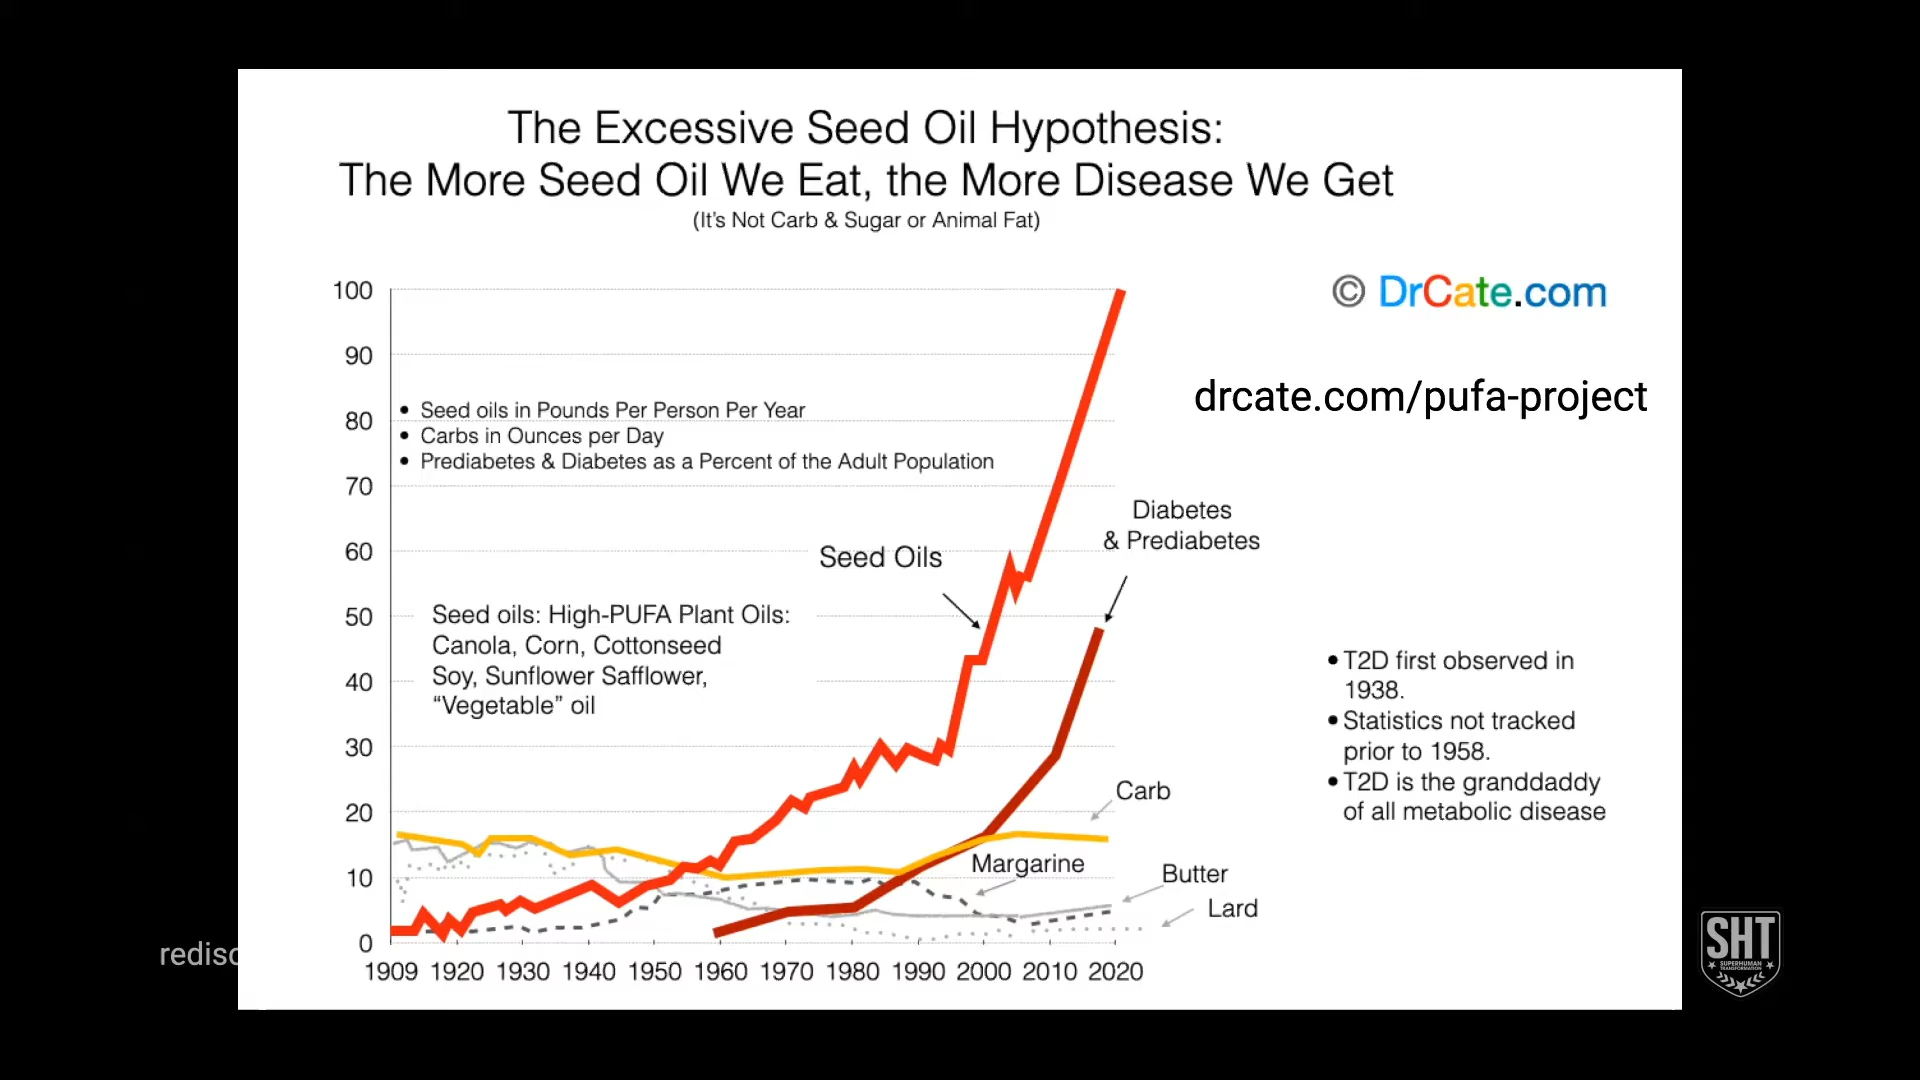 The Excessive Seed Oil Hypothesis:
The More Seed Oil We Eat, the More Disease We Get
(It's Not Carb & Sugar or Animal Fat)
© DrCate.com
drcate.com/pufa-project
100
90
80
70
60
50
40
30
20
10
0
• Seed oils in Pounds Per Person Per Year
• Carbs in Ounces per Day
• Prediabetes & Diabetes as a Percent of the Adult Population
Seed Oils
Diabetes
& Prediabetes
Seed oils: High-PUFA Plant Oils:
Canola, Corn, Cottonseed
Soy, Sunflower Safflower,
“Vegetable” oil
• T2D first observed in
1938.
• Statistics not tracked
prior to 1958.
• T2D is the granddaddy
of all metabolic disease
Carb
Margarine
Butter
Lard
1909 1920 1930 1940 1950 1960 1970 1980 1990 2000 2010 2020
redisc
SHT
SUPERHUMAN
TRANSFORMATION